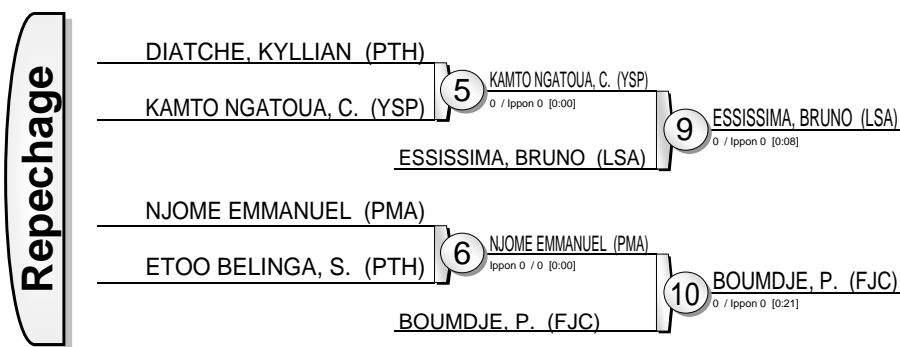 Repechage
DIATCHE, KYLLIAN (PTH)
KAMTO NGATOUA, C. (YSP)
5
KAMTO NGATOUA, C. (YSP)
0 / Ippon 0 [0:00]
ESSISSIMA, BRUNO (LSA)
9
ESSISSIMA, BRUNO (LSA)
0 / Ippon 0 [0:08]
NJOME EMMANUEL (PMA)
ETOO BELINGA, S. (PTH)
6
NJOME EMMANUEL (PMA)
Ippon 0 / 0 [0:00]
BOUMDJE, P. (FJC)
10
BOUMDJE, P. (FJC)
0 / Ippon 0 [0:21]